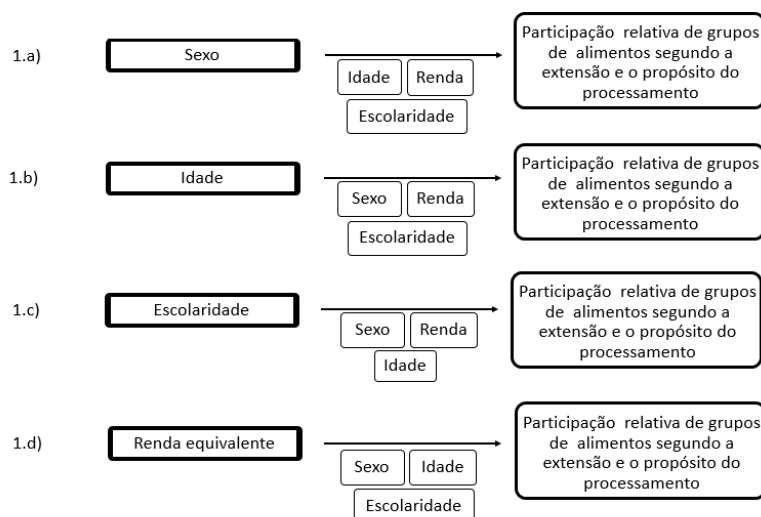 1.a)
Sexo
Idade
Renda
Escolaridade
Participação relativa de grupos
de alimentos segundo a
extensão e o propósito do
processamento
1.b)
Idade
Sexo
Renda
Escolaridade
Participação relativa de grupos
de alimentos segundo a
extensão e o propósito do
processamento
1.c)
Escolaridade
Sexo
Renda
Idade
Participação relativa de grupos
de alimentos segundo a
extensão e o propósito do
processamento
1.d)
Renda equivalente
Sexo
Idade
Escolaridade
Participação relativa de grupos
de alimentos segundo a
extensão e o propósito do
processamento